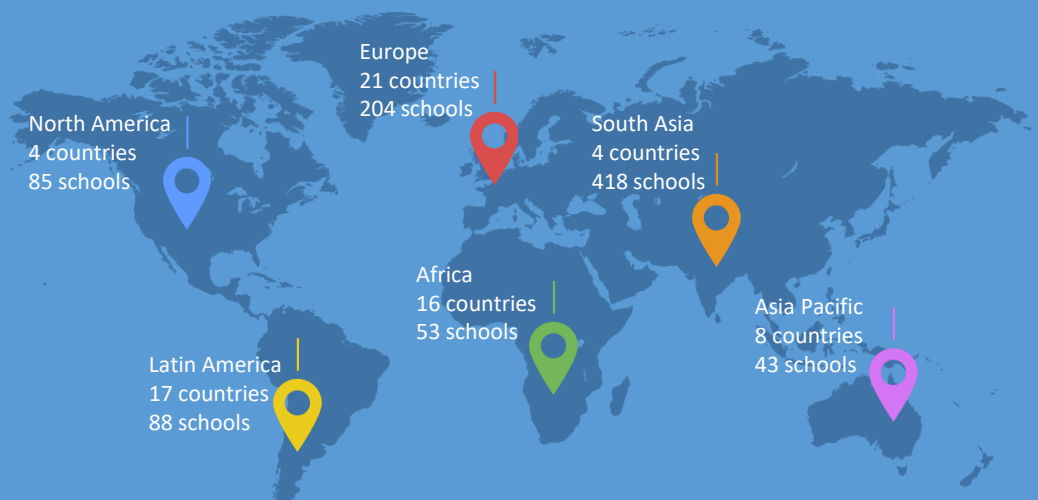 Europe
21 countries
204 schools
North America
4 countries
85 schools
South Asia
4 countries
418 schools
Africa
16 countries
53 schools
Asia Pacific
8 countries
43 schools
Latin America
17 countries
88 schools